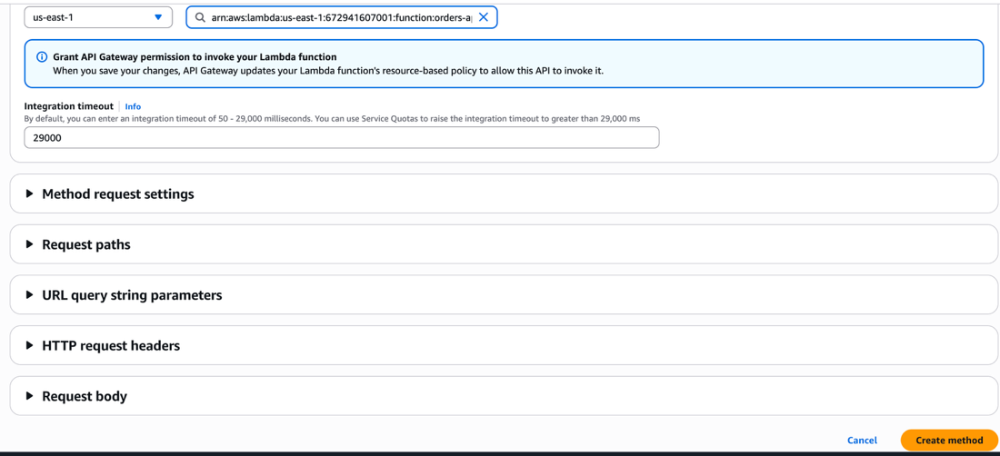 us-east-1
arn:aws:lambda:us-east-1:672941607001:function:orders-a
Grant API Gateway permission to invoke your Lambda function
When you save your changes, API Gateway updates your Lambda function's resource-based policy to allow this API to invoke it.
Integration timeout Info
By default, you can enter an integration timeout of 50 - 29,000 milliseconds. You can use Service Quotas to raise the integration timeout to greater than 29,000 ms
29000
Method request settings
Request paths
URL query string parameters
HTTP request headers
Request body
Cancel
Create method